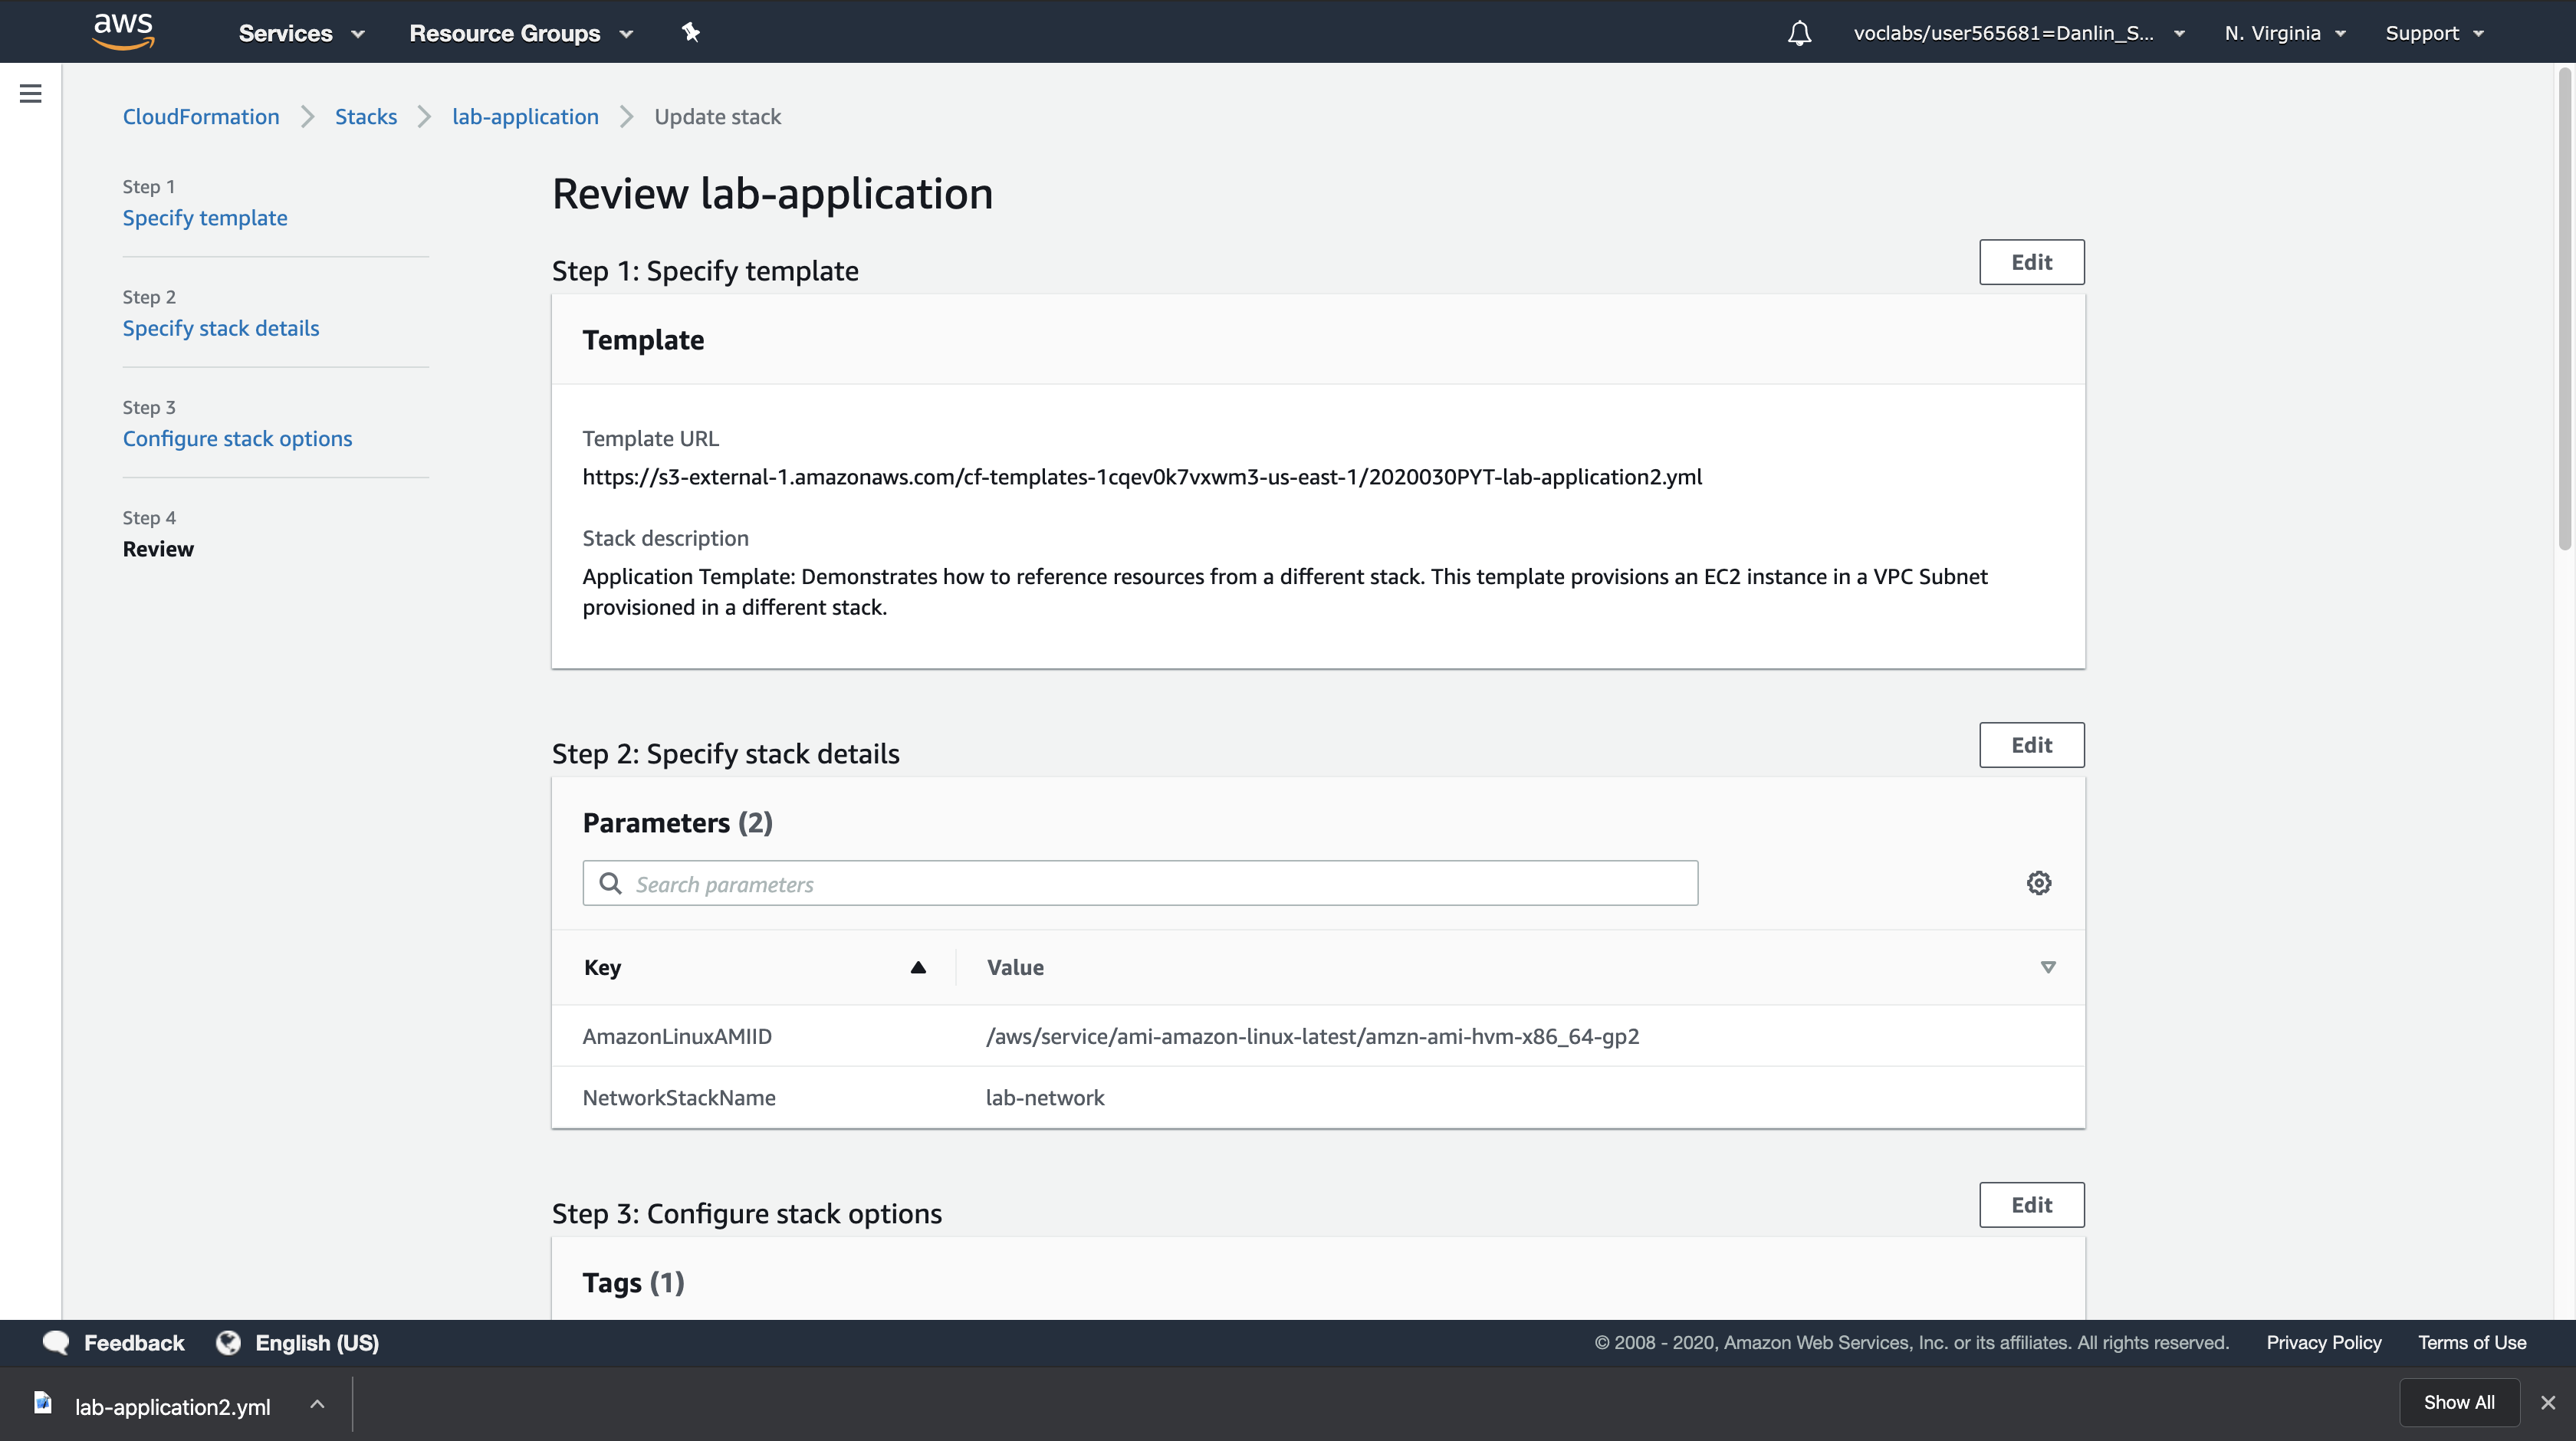 aws
Services
Resource Groups
voclabs/user565681=Danlin_S...
N. Virginia
Support
CloudFormation
Stacks
lab-application
Update stack
Step 1
Specify template
Step 2
Specify stack details
Step 3
Configure stack options
Step 4
Review
Review lab-application
Step 1: Specify template
Edit
Template
Template URL
https://s3-external-1.amazonaws.com/cf-templates-1cqev0k7vxwm3-us-east-1/2020030PYT-lab-application2.yml
Stack description
Application Template: Demonstrates how to reference resources from a different stack. This template provisions an EC2 instance in a VPC Subnet
provisioned in a different stack.
Step 2: Specify stack details
Edit
Parameters (2)
Search parameters
Key
Value
AmazonLinuxAMIID
/aws/service/ami-amazon-linux-latest/amzn-ami-hvm-x86_64-gp2
NetworkStackName
lab-network
Step 3: Configure stack options
Edit
Tags (1)
Feedback
English (US)
© 2008 - 2020, Amazon Web Services, Inc. or its affiliates. All rights reserved.
Privacy Policy
Terms of Use
lab-application2.yml
Show All